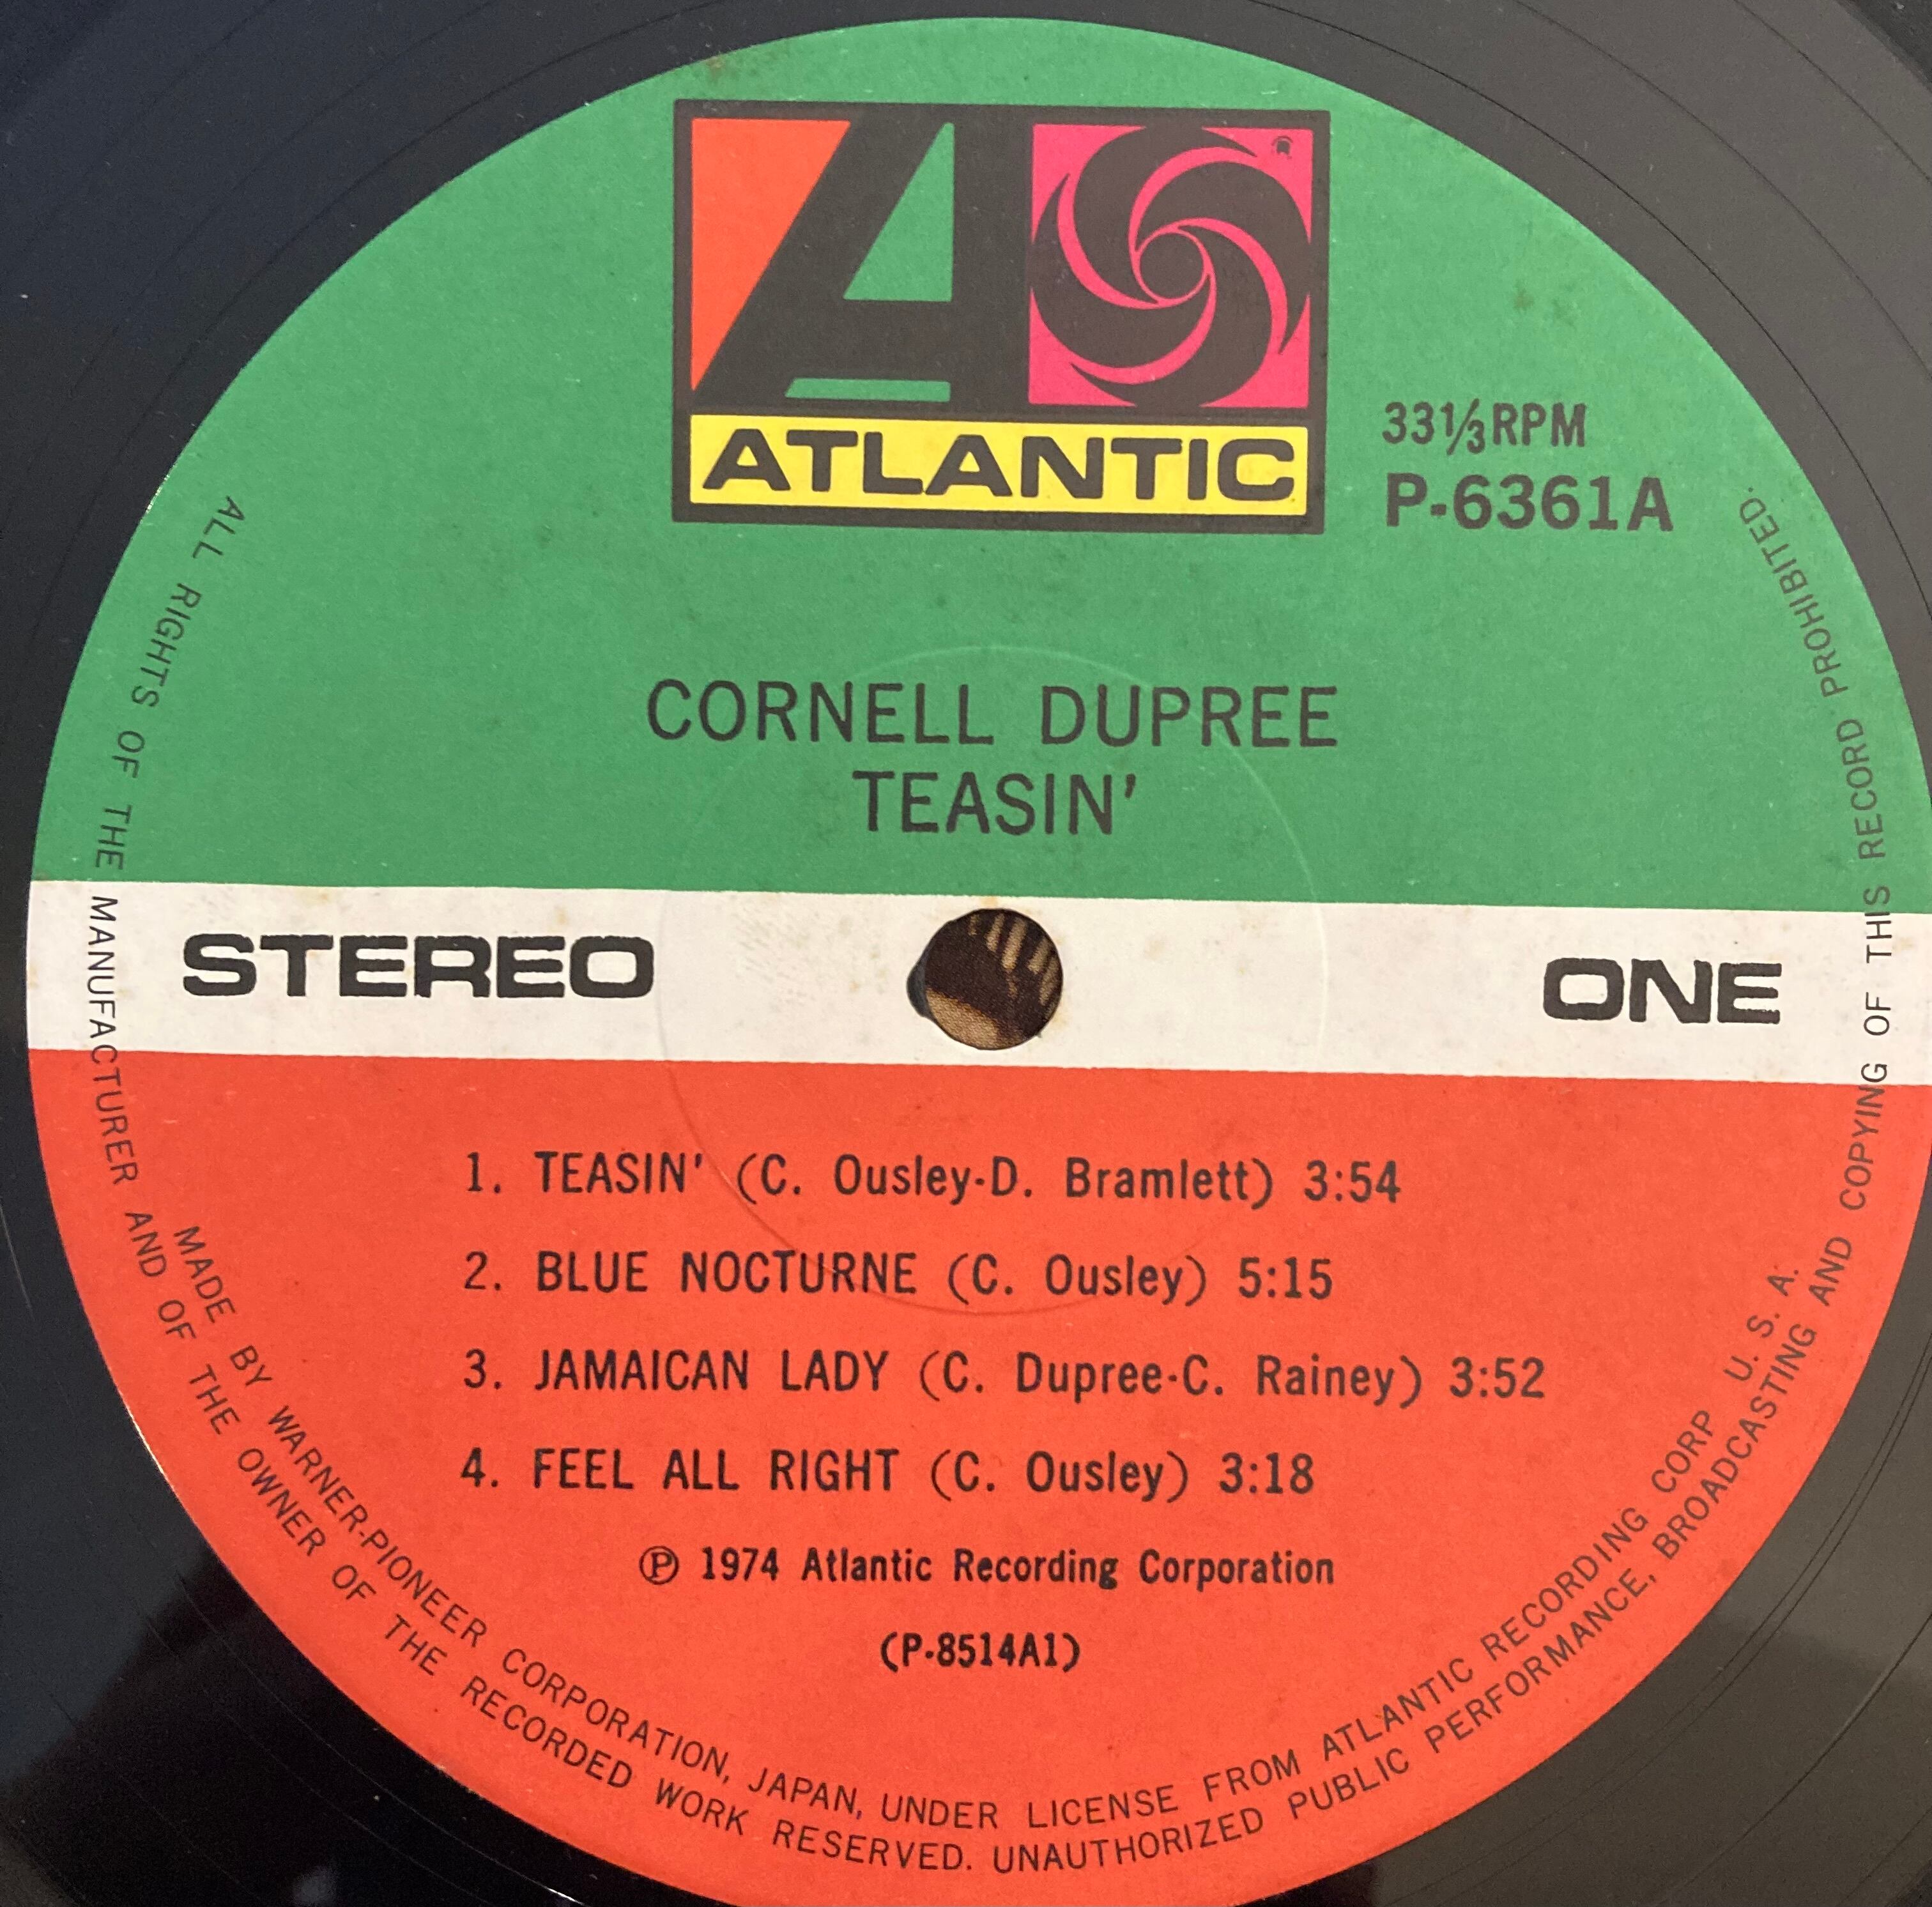 ATLANTIC
33⅓RPM
P-6361A
CORNELL DUPREE
TEASIN'
STEREO
ONE
1. TEASIN' (C. Ousley-D. Bramlett) 3:54
2. BLUE NOCTURNE (C. Ousley) 5:15
3. JAMAICAN LADY (C. Dupree-C. Rainey) 3:52
4. FEEL ALL RIGHT (C. Ousley) 3:18
℗ 1974 Atlantic Recording Corporation
(P-8514A1)
MADE BY WARNER-PIONEER CORPORATION, JAPAN, UNDER LICENSE FROM ATLANTIC RECORDING CORP U. S. A.
ALL RIGHTS OF THE MANUFACTURER AND OF THE OWNER OF THE RECORDED WORK RESERVED. UNAUTHORIZED PUBLIC PERFORMANCE, BROADCASTING AND COPYING OF THIS RECORD PROHIBITED.